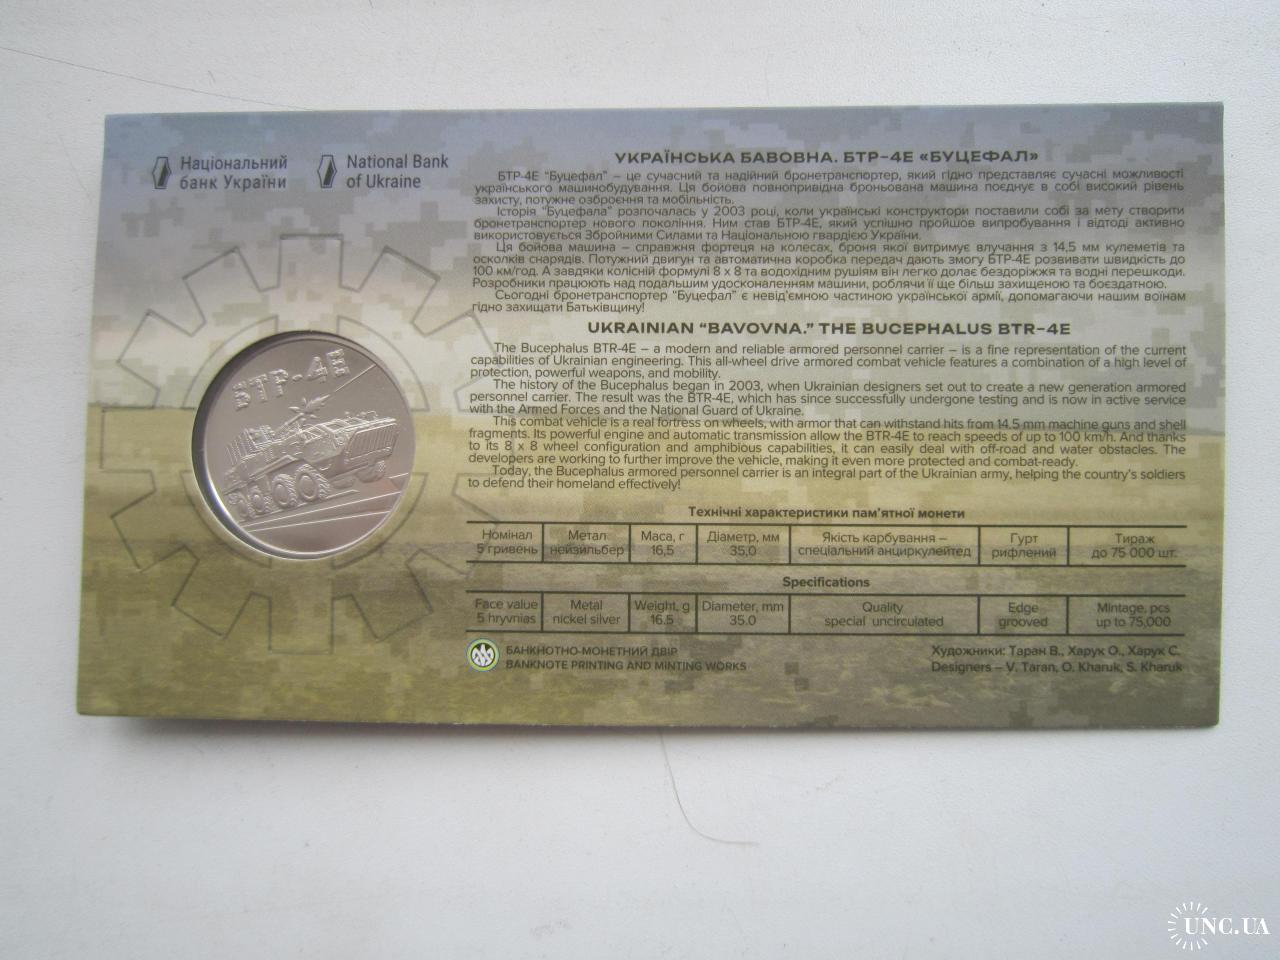 Національний
банк України
National Bank
of Ukraine
БТР-4Е
УКРАЇНСЬКА БАВОВНА. БТР-4Е «БУЦЕФАЛ»
БТР-4Е "Буцефал" – це сучасний та надійний бронетранспортер, який гідно представляє сучасні можливості
українського машинобудування. Ця бойова повнопривідна броньована машина поєднує в собі високий рівень
захисту, потужне озброєння та мобільність.
Історія "Буцефала" розпочалась у 2003 році, коли українські конструктори поставили собі за мету створити
бронетранспортер нового покоління. Ним став БТР-4Е, який успішно пройшов випробування і відтоді активно
використовується Збройними Силами та Національною гвардією України.
Ця бойова машина – справжня фортеця на колесах, броня якої витримує влучання з 14,5 мм кулеметів та
осколків снарядів. Потужний двигун та автоматична коробка передач дають змогу БТР-4Е розвивати швидкість до
100 км/год. А завдяки колісній формулі 8 х 8 та водохідним рушіям він легко долає бездоріжжя та водні перешкоди.
Розробники працюють над подальшим удосконаленням машини, роблячи її ще більш захищеною та боєздатною.
Сьогодні бронетранспортер "Буцефал" є невід'ємною частиною української армії, допомагаючи нашим воїнам
гідно захищати Батьківщину!
UKRAINIAN "BAVOVNA." THE BUCEPHALUS BTR-4E
The Bucephalus BTR-4E – a modern and reliable armored personnel carrier – is a fine representation of the current
capabilities of Ukrainian engineering. This all-wheel drive armored combat vehicle features a combination of a high level of
protection, powerful weapons, and mobility.
The history of the Bucephalus began in 2003, when Ukrainian designers set out to create a new generation armored
personnel carrier. The result was the BTR-4E, which has since successfully undergone testing and is now in active service
with the Armed Forces and the National Guard of Ukraine.
This combat vehicle is a real fortress on wheels, with armor that can withstand hits from 14.5 mm machine guns and shell
fragments. Its powerful engine and automatic transmission allow the BTR-4E to reach speeds of up to 100 km/h. And thanks
to its 8 x 8 wheel configuration and amphibious capabilities, it can easily deal with off-road and water obstacles. The
developers are working to further improve the vehicle, making it even more protected and combat-ready.
Today, the Bucephalus armored personnel carrier is an integral part of the Ukrainian army, helping the country's soldiers
to defend their homeland effectively!
Технічні характеристики пам'ятної монети
Номінал Метал Маса, г Діаметр, мм Якість карбування – Гурт Тираж
5 гривень нейзильбер 16,5 35,0 спеціальний анциркулейтед рифлений до 75 000 шт.
Specifications
Face value Metal Weight, g Diameter, mm Quality Edge Mintage, pcs
5 hryvnias nickel silver 16.5 35.0 special uncirculated grooved up to 75,000
БАНКНОТНО-МОНЕТНИЙ ДВІР
BANKNOTE PRINTING AND MINTING WORKS
Художники: Таран В., Харук О., Харук С.
Designers – V. Taran, O. Kharuk, S. Kharuk
UNC.UA